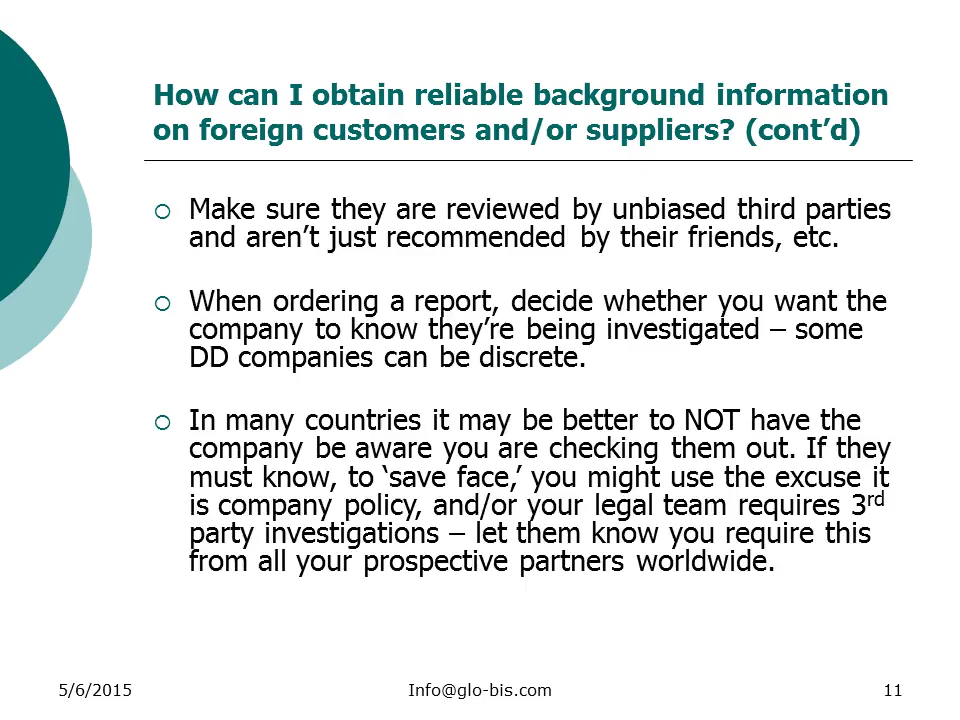 How can I obtain reliable background information
on foreign customers and/or suppliers? (cont’d)
Make sure they are reviewed by unbiased third parties
and aren’t just recommended by their friends, etc.
When ordering a report, decide whether you want the
company to know they’re being investigated – some
DD companies can be discrete.
In many countries it may be better to NOT have the
company be aware you are checking them out. If they
must know, to ‘save face,’ you might use the excuse it
is company policy, and/or your legal team requires 3rd
party investigations – let them know you require this
from all your prospective partners worldwide.
5/6/2015
Info@glo-bis.com
11